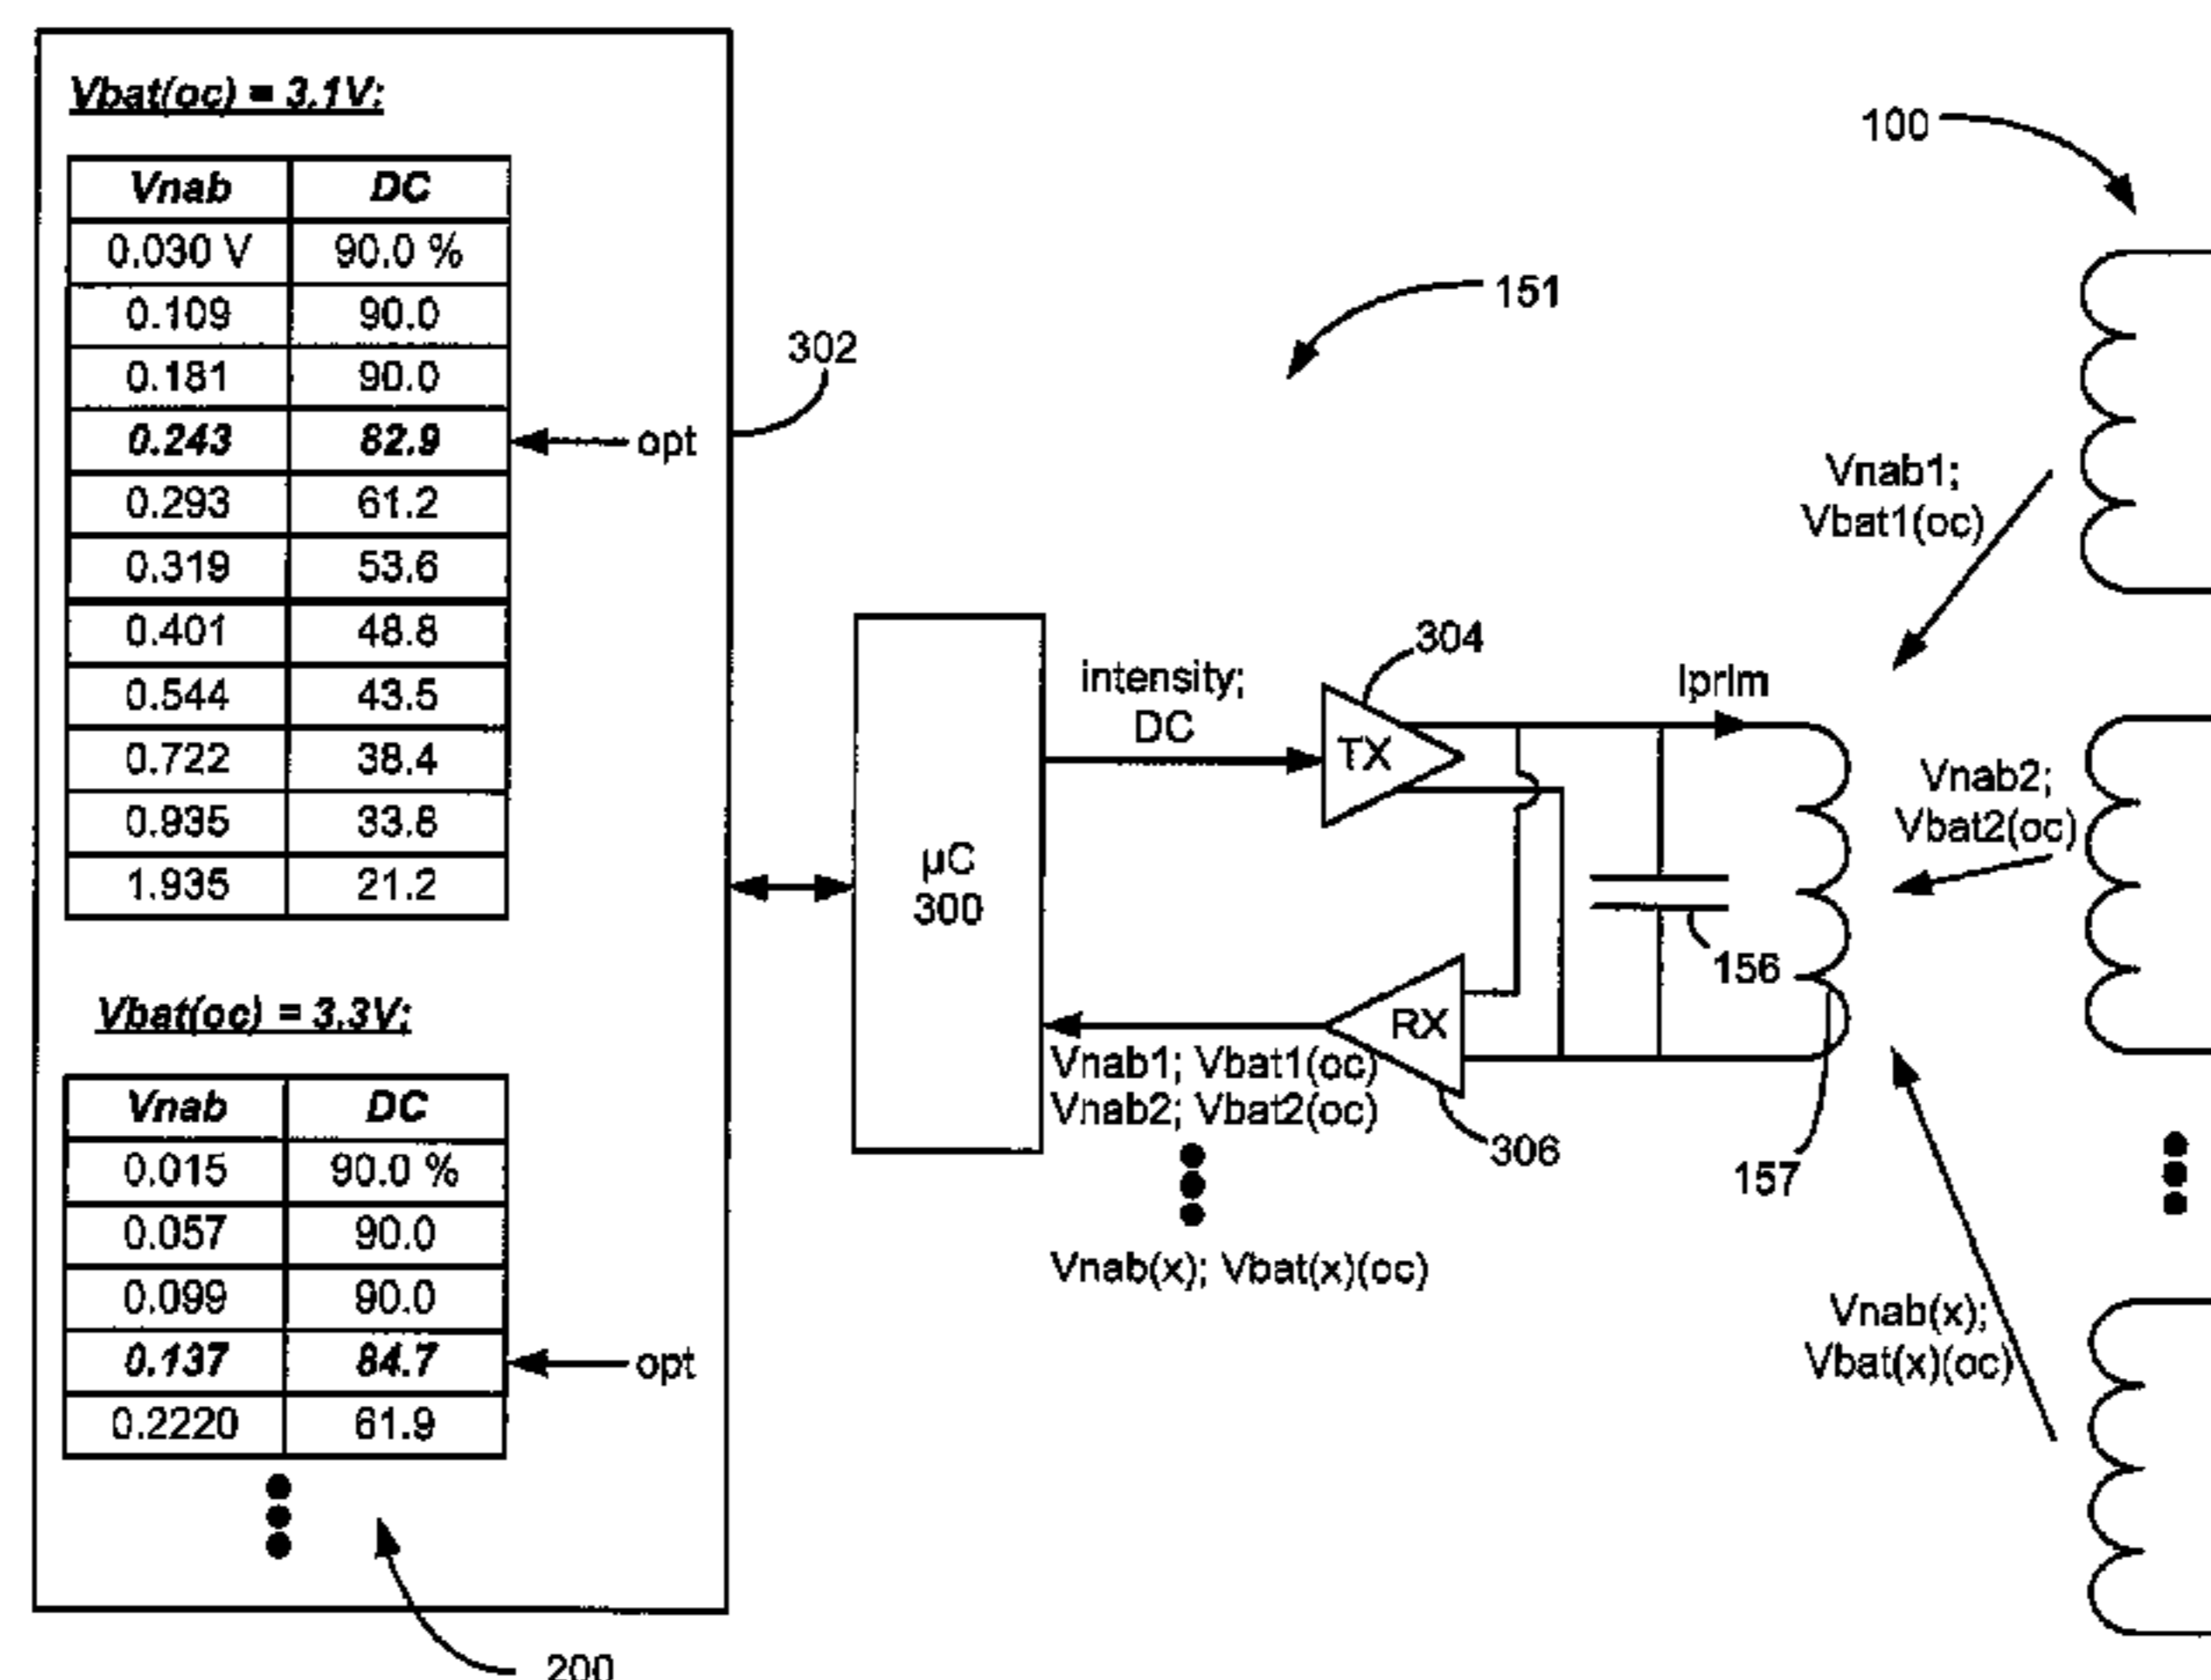 Vbat(oc) = 3.1V:
Vnab DC
0.030 V 90.0 %
0.109 90.0
0.181 90.0
0.243 82.9
opt
0.293 61.2
0.319 53.6
0.401 48.8
0.544 43.5
0.722 38.4
0.935 33.8
1.935 21.2
Vbat(oc) = 3.3V:
Vnab DC
0.015 90.0 %
0.057 90.0
0.099 90.0
0.137 84.7
opt
0.2220 61.9
200
302
151
100
µC
300
intensity;
DC
304
TX
Iprim
156
157
RX
306
Vnab1; Vbat1(oc)
Vnab2; Vbat2(oc)
Vnab(x); Vbat(x)(oc)
Vnab1;
Vbat1(oc)
Vnab2;
Vbat2(oc)
Vnab(x);
Vbat(x)(oc)